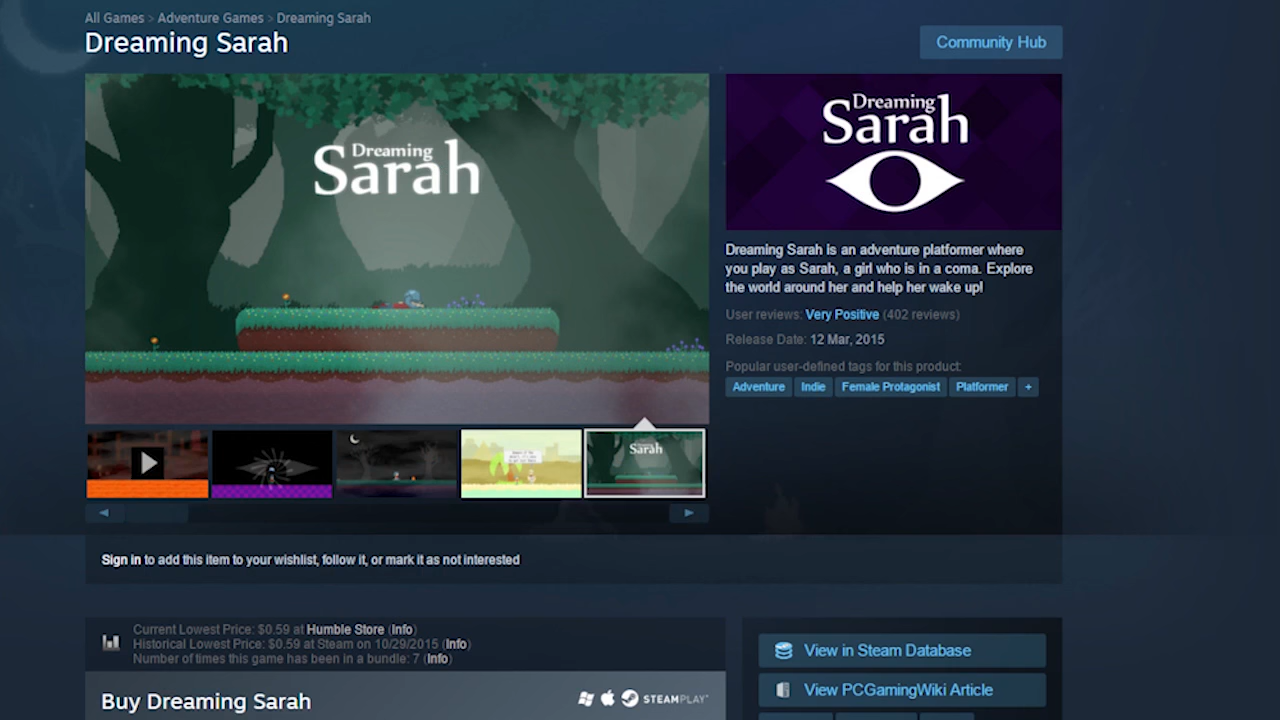 All Games > Adventure Games > Dreaming Sarah
Dreaming Sarah
Community Hub
Dreaming
Sarah
Dreaming
Sarah
Dreaming Sarah is an adventure platformer where
you play as Sarah, a girl who is in a coma. Explore
the world around her and help her wake up!
User reviews: Very Positive (402 reviews)
Release Date: 12 Mar, 2015
Popular user-defined tags for this product:
Adventure Indie Female Protagonist Platformer +
Sarah
Sign in to add this item to your wishlist, follow it, or mark it as not interested
Current Lowest Price: $0.59 at Humble Store (Info)
Historical Lowest Price: $0.59 at Steam on 10/29/2015 (Info)
Number of times this game has been in a bundle: 7 (Info)
Buy Dreaming Sarah
STEAMPLAY™
View in Steam Database
View PCGamingWiki Article